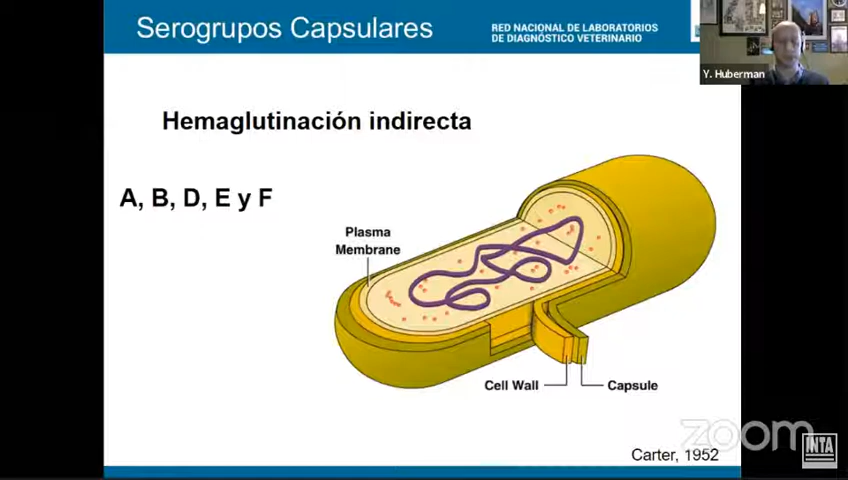 Serogrupos Capsulares
RED NACIONAL DE LABORATORIOS
DE DIAGNÓSTICO VETERINARIO
Y. Huberman
Hemaglutinación indirecta
A, B, D, E y F
Plasma
Membrane
Cell Wall
Capsule
zoom
INTA
Carter, 1952